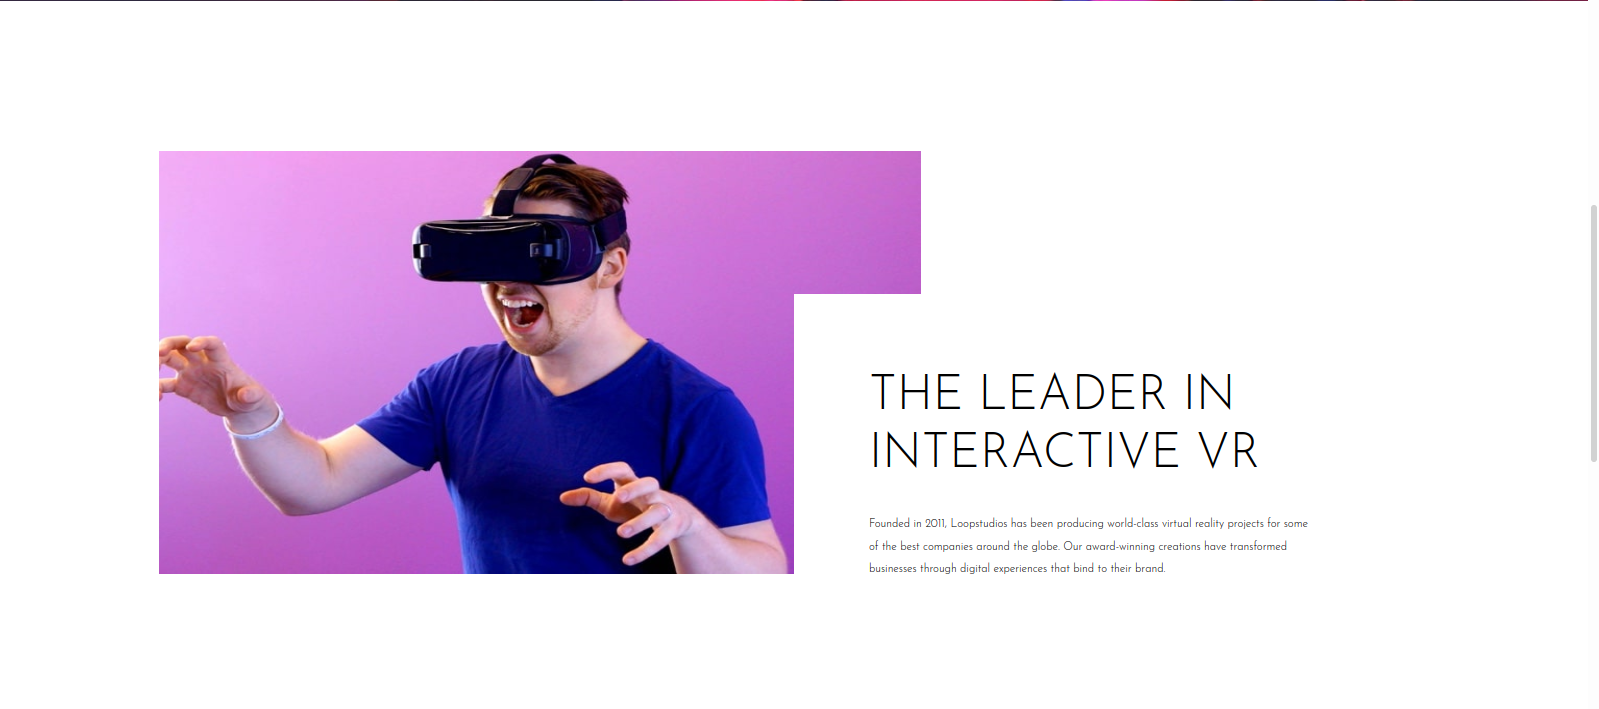 THE LEADER IN
INTERACTIVE VR
Founded in 2011, Loopstudios has been producing world-class virtual reality projects for some
of the best companies around the globe. Our award-winning creations have transformed
businesses through digital experiences that bind to their brand.